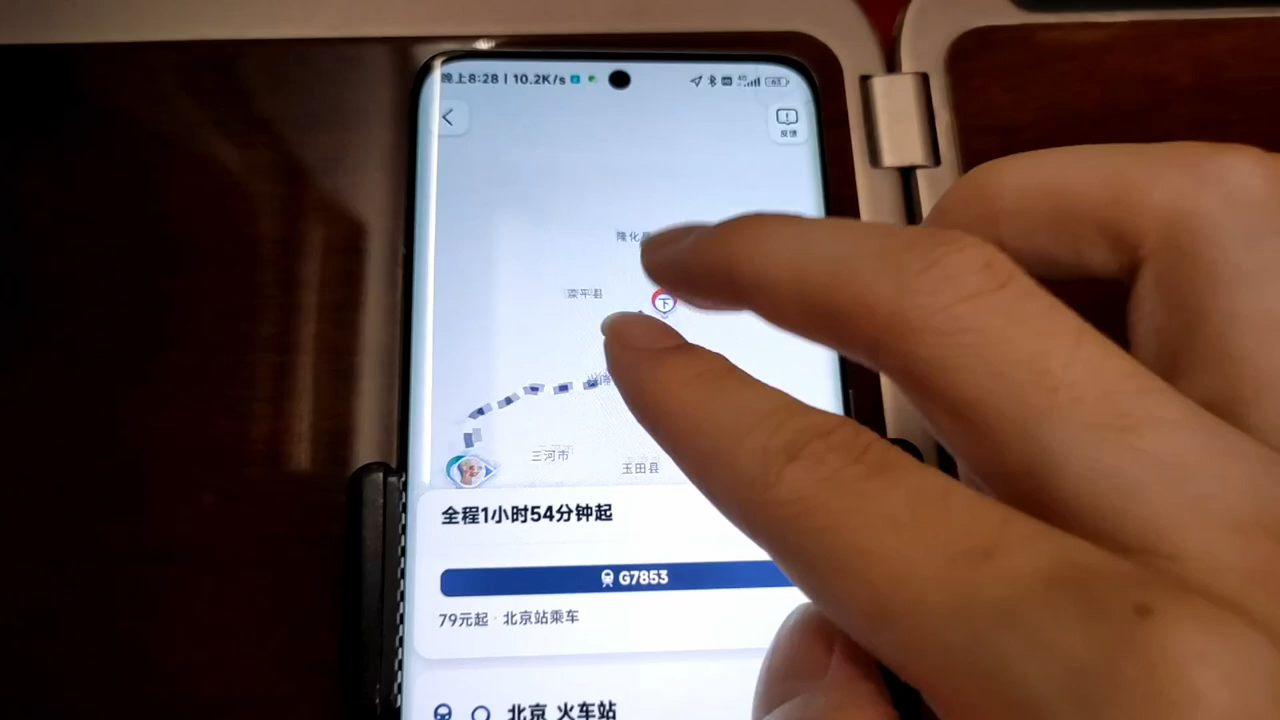 晚上8:28 | 10.2K/s
4G
63
反馈
隆化县
滦平县
下
三河市
玉田县
全程1小时54分钟起
G7853
79元起·北京站乘车
北京 火车站